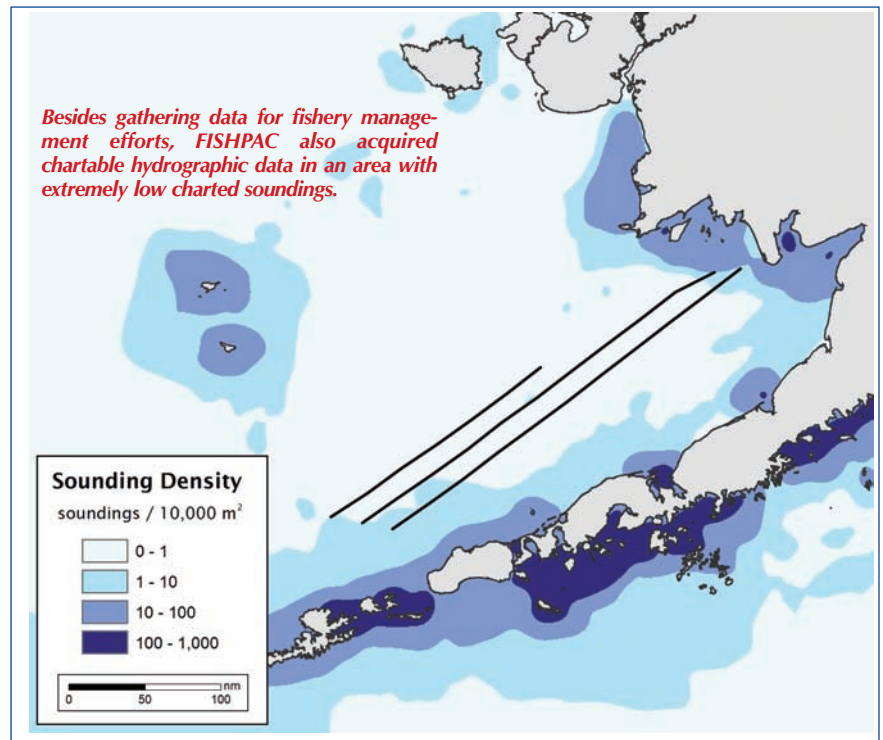 Besides gathering data for fishery manage-
ment efforts, FISHPAC also acquired
chartable hydrographic data in an area with
extremely low charted soundings.
Sounding Density
soundings / 10,000 m²
0 - 1
1 - 10
10 - 100
100 - 1,000
nm
0 50 100